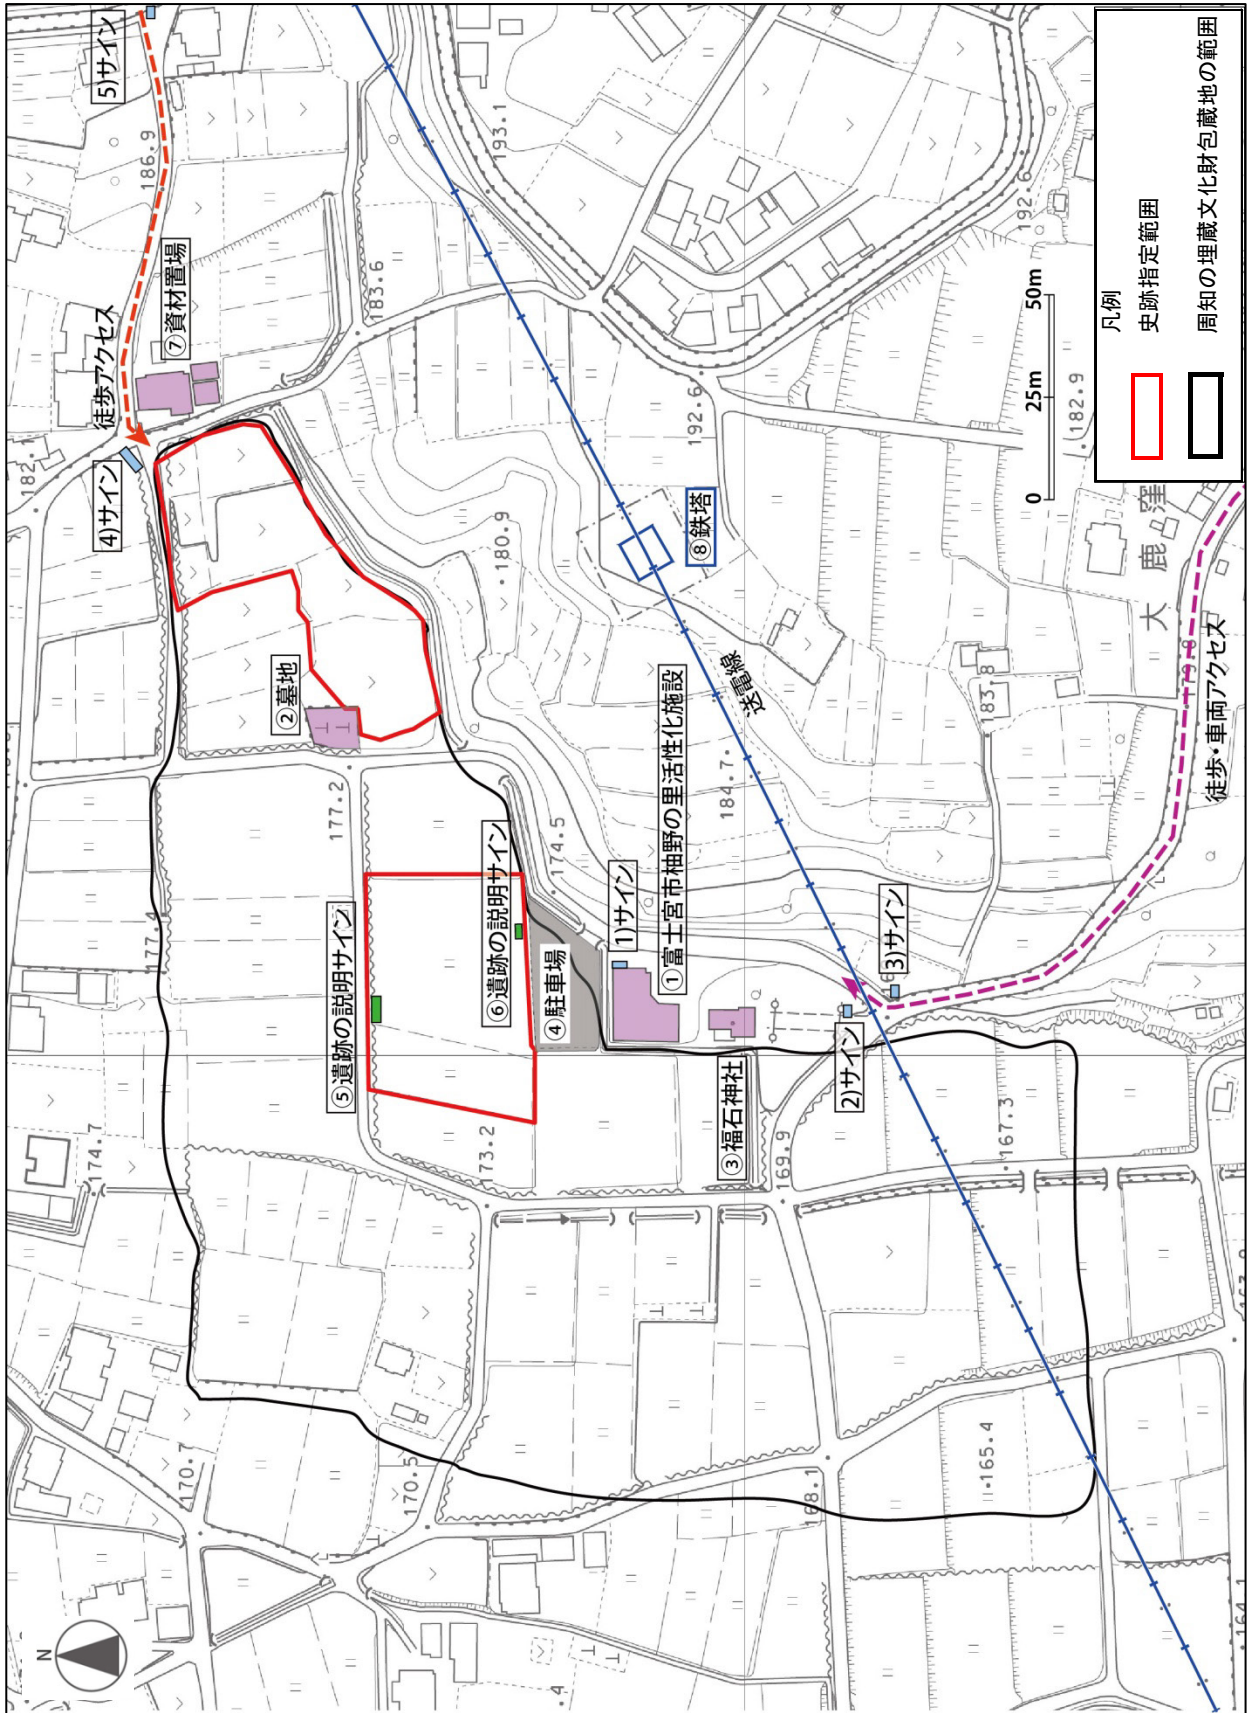 N
5)サイン
186.9
徒歩アクセス
⑦資材置場
4)サイン
183.6
193.1
192.6
192.6
②墓地
177.2
177.4
180.9
⑧鉄塔
送電線
⑤遺跡の説明サイン
⑥遺跡の説明サイン
174.5
④駐車場
1)サイン
①富士宮市柚野の里活性化施設
184.7
183.8
182.9
大鹿窪
徒歩・車両アクセス
3)サイン
2)サイン
③福石神社
174.7
173.2
169.9
167.3
170.7
170.5
168.1
165.4
164.1
0 25m 50m
凡例
史跡指定範囲
周知の埋蔵文化財包蔵地の範囲